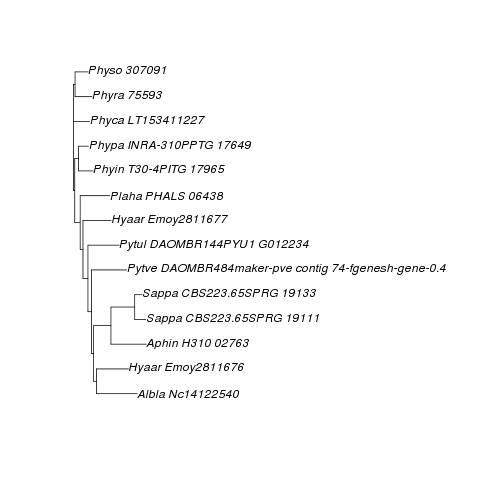 Physo 307091
Phyra 75593
Phyca LT153411227
Phypa INRA-310PPTG 17649
Phyin T30-4PITG 17965
Plaha PHALS 06438
Hyaar Emoy2811677
Pytul DAOMBR144PYU1 G012234
Pytve DAOMBR484maker-pve contig 74-fgenesh-gene-0.4
Sappa CBS223.65SPRG 19133
Sappa CBS223.65SPRG 19111
Aphin H310 02763
Hyaar Emoy2811676
Albla Nc14122540